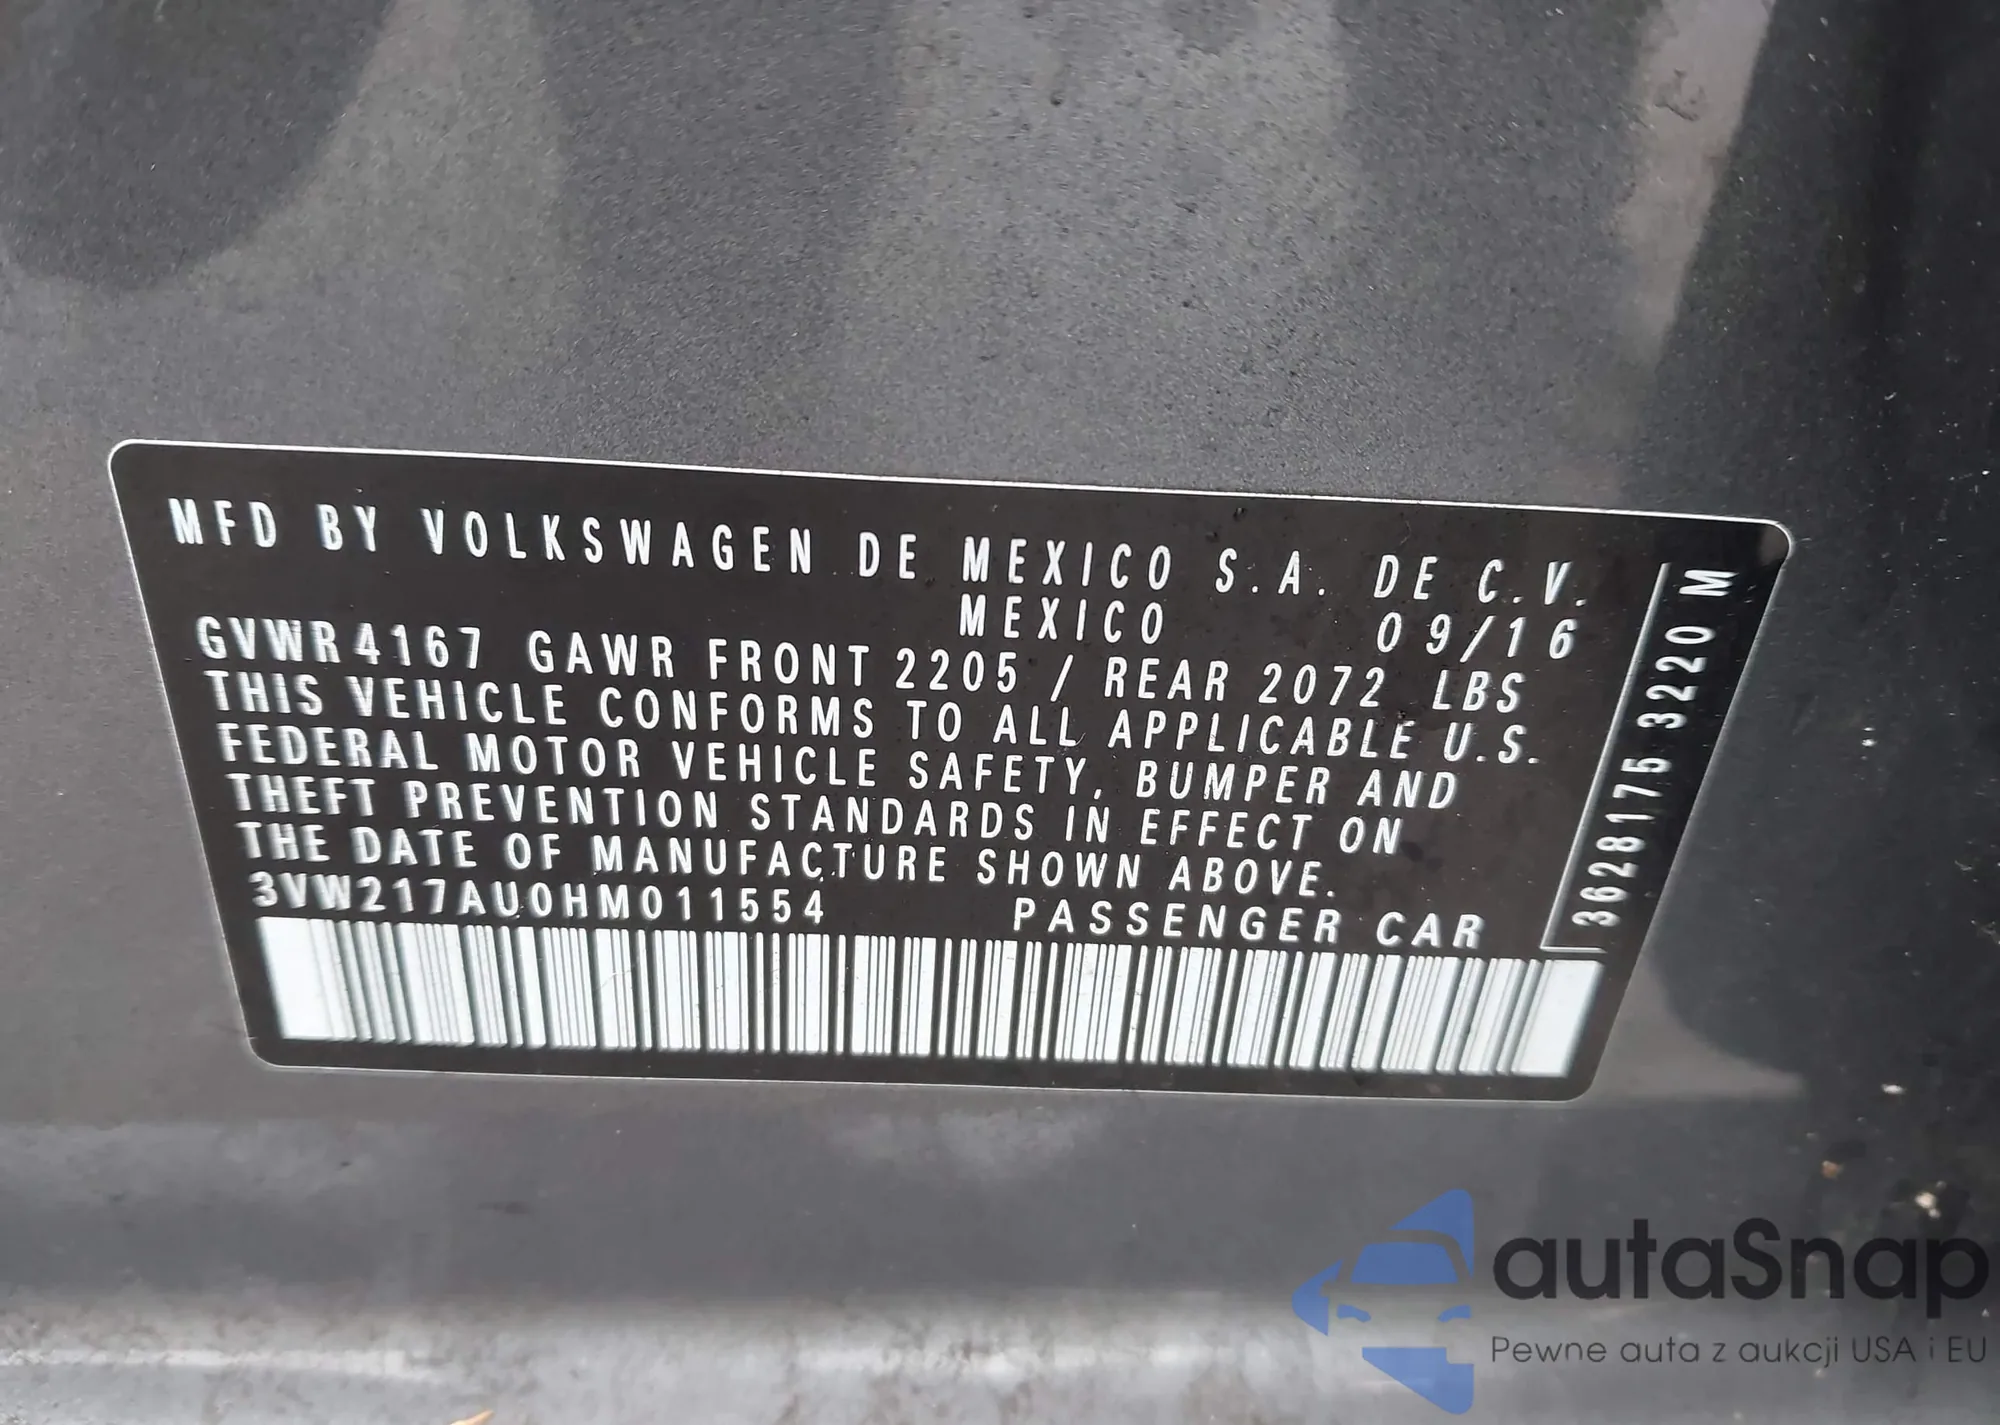 MFD BY VOLKSWAGEN DE MEXICO S.A. DE C.V.
MEXICO 09/16
GVWR 4167 GAWR FRONT 2205 / REAR 2072 LBS
THIS VEHICLE CONFORMS TO ALL APPLICABLE U.S.
FEDERAL MOTOR VEHICLE SAFETY, BUMPER AND
THEFT PREVENTION STANDARDS IN EFFECT ON
THE DATE OF MANUFACTURE SHOWN ABOVE.
3VW217AU0HM011554 PASSENGER CAR
3628175 3220 M
autaSnap
Pewne auta z aukcji USA i EU